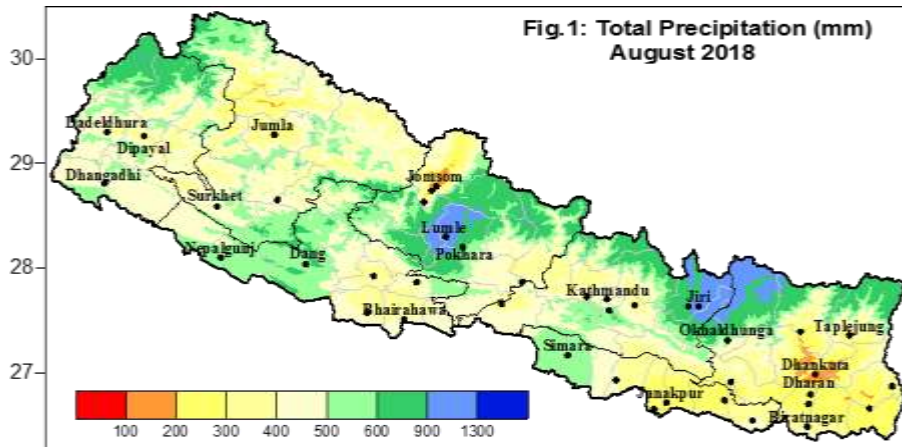 Fig.1: Total Precipitation (mm)
August 2018
30
29
28
27
Dadeldhura
Dipayal
Jumla
Dhangadhi
Surkhet
Jomsom
Lumle
Pokhara
Nepalgunj
Dang
Bhairahawa
Kathmandu
Jiri
Okhaldhunga
Taplejung
Simara
Dhankuta
Dharan
Janakpur
Biratnagar
100 200 300 400 500 600 900 1300